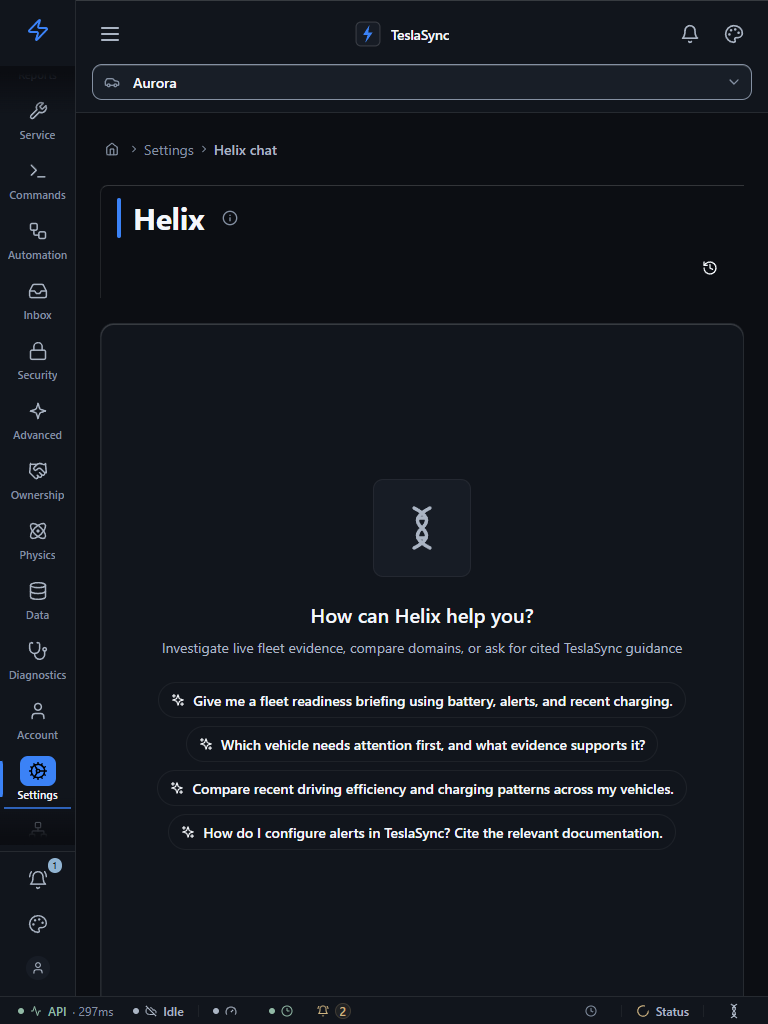 TeslaSync
Aurora
Reports
Service
Commands
Automation
Inbox
Security
Advanced
Ownership
Physics
Data
Diagnostics
Account
Settings
1
Settings
Helix chat
Helix
How can Helix help you?
Investigate live fleet evidence, compare domains, or ask for cited TeslaSync guidance
Give me a fleet readiness briefing using battery, alerts, and recent charging.
Which vehicle needs attention first, and what evidence supports it?
Compare recent driving efficiency and charging patterns across my vehicles.
How do I configure alerts in TeslaSync? Cite the relevant documentation.
API · 297ms
Idle
2
Status